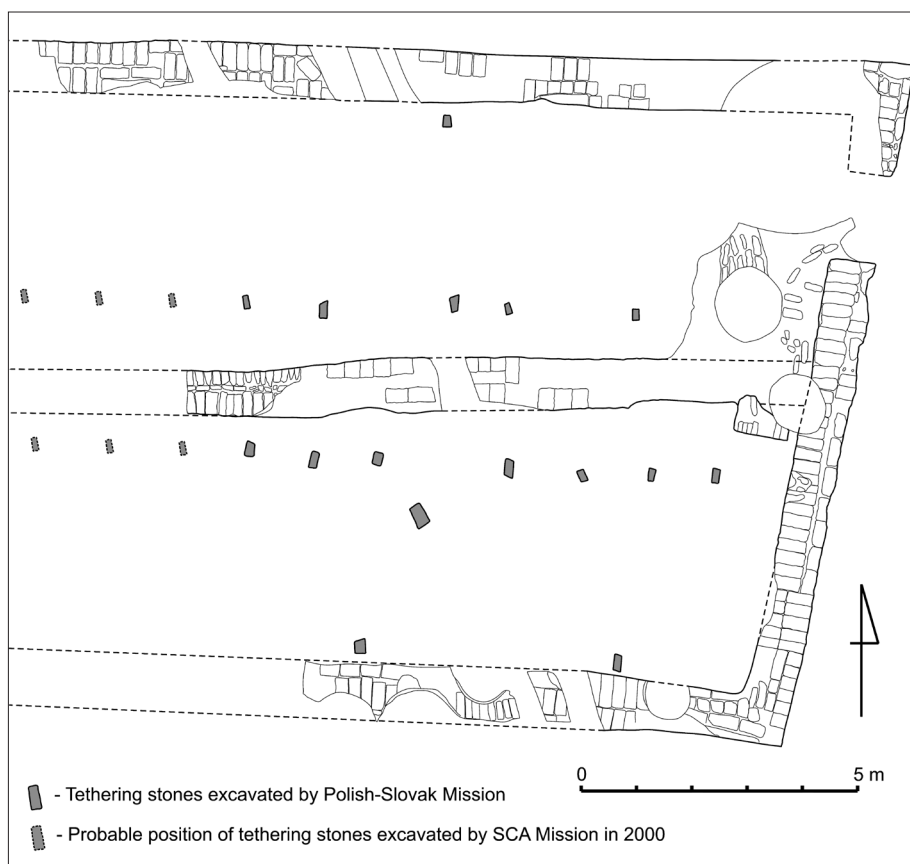 0 5 m
- Tethering stones excavated by Polish-Slovak Mission
- Probable position of tethering stones excavated by SCA Mission in 2000